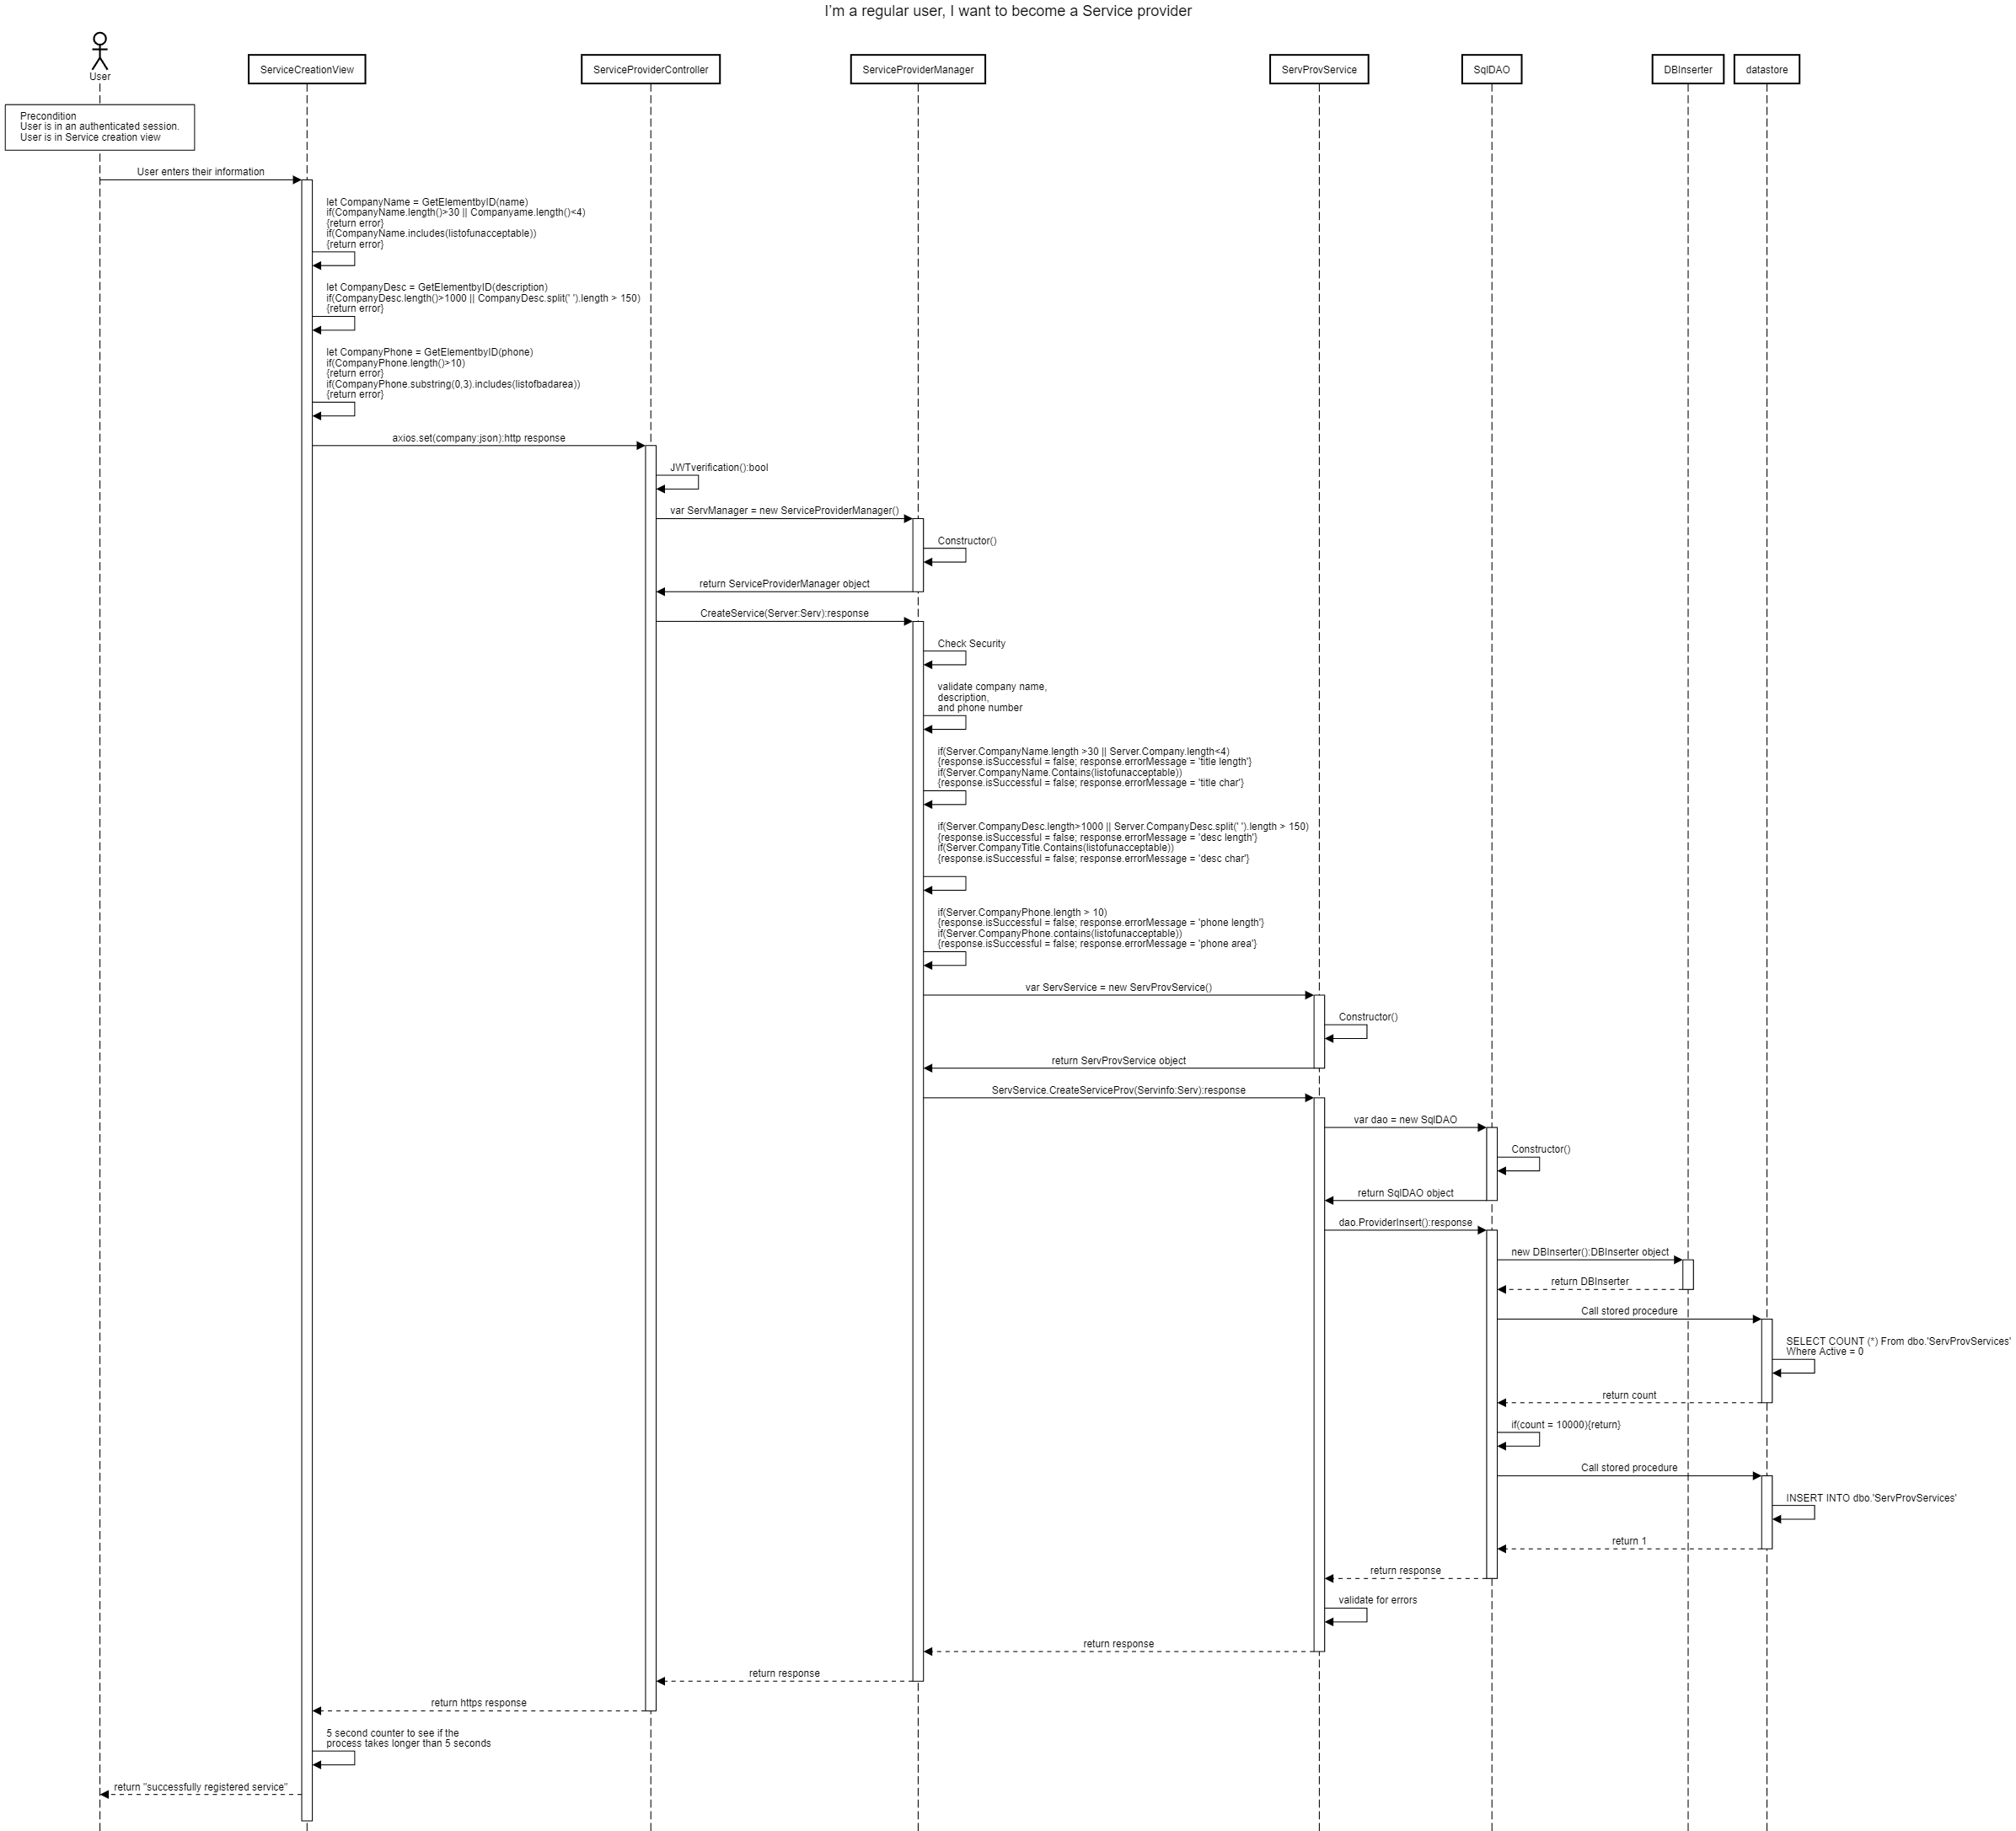 I'm a regular user, I want to become a Service provider
User
ServiceCreationView
ServiceProviderController
ServiceProviderManager
ServProvService
SqlDAO
DBInserter
datastore
Precondition
User is in an authenticated session.
User is in Service creation view
User enters their information
let CompanyName = GetElementbyID(name)
if(CompanyName.length()>30 || Companyame.length()<4)
{return error}
if(CompanyName.includes(listofunacceptable))
{return error}
let CompanyDesc = GetElementbyID(description)
if(CompanyDesc.length()>1000 || CompanyDesc.split(' ').length > 150)
{return error}
let CompanyPhone = GetElementbyID(phone)
if(CompanyPhone.length()>10)
{return error}
if(CompanyPhone.substring(0,3).includes(listofbadarea))
{return error}
axios.set(company:json):http response
JWTverification():bool
var ServManager = new ServiceProviderManager()
Constructor()
return ServiceProviderManager object
CreateService(Server:Serv):response
Check Security
validate company name,
description,
and phone number
if(Server.CompanyName.length >30 || Server.Company.length<4)
{response.isSuccessful = false; response.errorMessage = 'title length'}
if(Server.CompanyName.Contains(listofunacceptable))
{response.isSuccessful = false; response.errorMessage = 'title char'}
if(Server.CompanyDesc.length>1000 || Server.CompanyDesc.split(' ').length > 150)
{response.isSuccessful = false; response.errorMessage = 'desc length'}
if(Server.CompanyTitle.Contains(listofunacceptable))
{response.isSuccessful = false; response.errorMessage = 'desc char'}
if(Server.CompanyPhone.length > 10)
{response.isSuccessful = false; response.errorMessage = 'phone length'}
if(Server.CompanyPhone.contains(listofunacceptable))
{response.isSuccessful = false; response.errorMessage = 'phone area'}
var ServService = new ServProvService()
Constructor()
return ServProvService object
ServService.CreateServiceProv(Servinfo:Serv):response
var dao = new SqlDAO
Constructor()
return SqlDAO object
dao.ProviderInsert():response
new DBInserter():DBInserter object
return DBInserter
Call stored procedure
SELECT COUNT (*) From dbo.'ServProvServices'
Where Active = 0
return count
if(count = 10000){return}
Call stored procedure
INSERT INTO dbo.'ServProvServices'
return 1
return response
validate for errors
return response
return response
return https response
5 second counter to see if the
process takes longer than 5 seconds
return "successfully registered service"